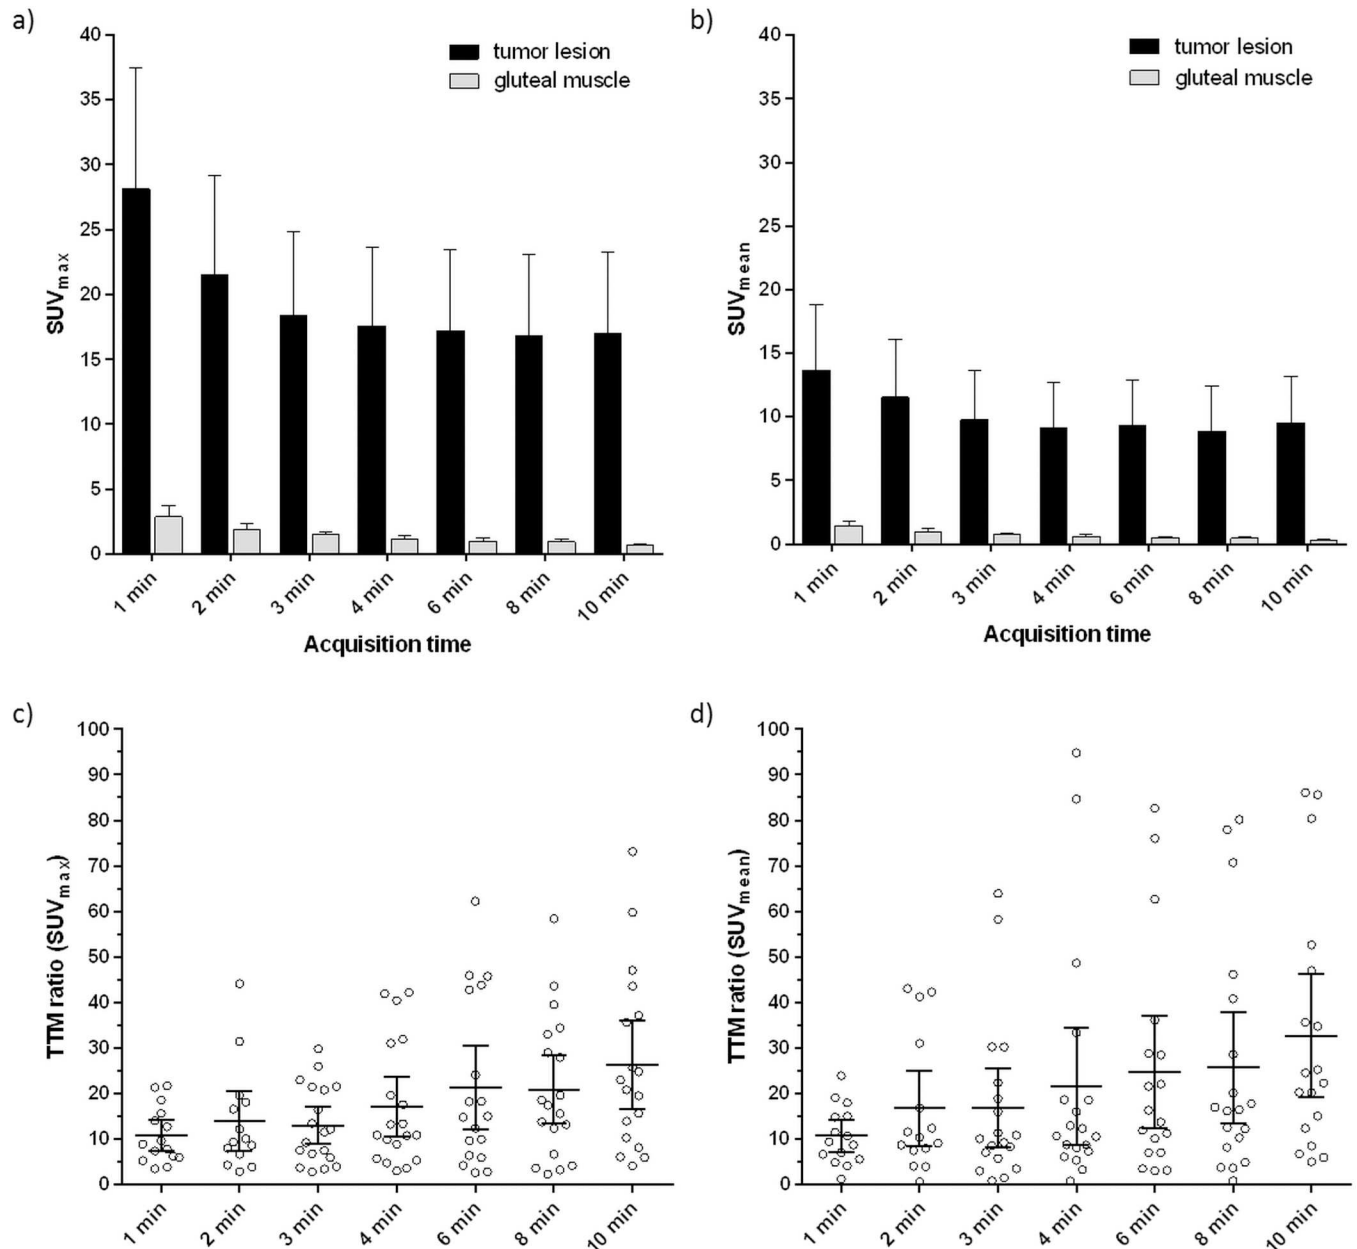 a)
SUVmax
40
35
30
25
20
15
10
5
0
tumor lesion
gluteal muscle
1 min
2 min
3 min
4 min
6 min
8 min
10 min
Acquisition time
b)
SUVmean
40
35
30
25
20
15
10
5
0
tumor lesion
gluteal muscle
1 min
2 min
3 min
4 min
6 min
8 min
10 min
Acquisition time
c)
TTM ratio (SUVmax)
100
90
80
70
60
50
40
30
20
10
0
1 min
2 min
3 min
4 min
6 min
8 min
10 min
d)
TTM ratio (SUVmean)
100
90
80
70
60
50
40
30
20
10
0
1 min
2 min
3 min
4 min
6 min
8 min
10 min